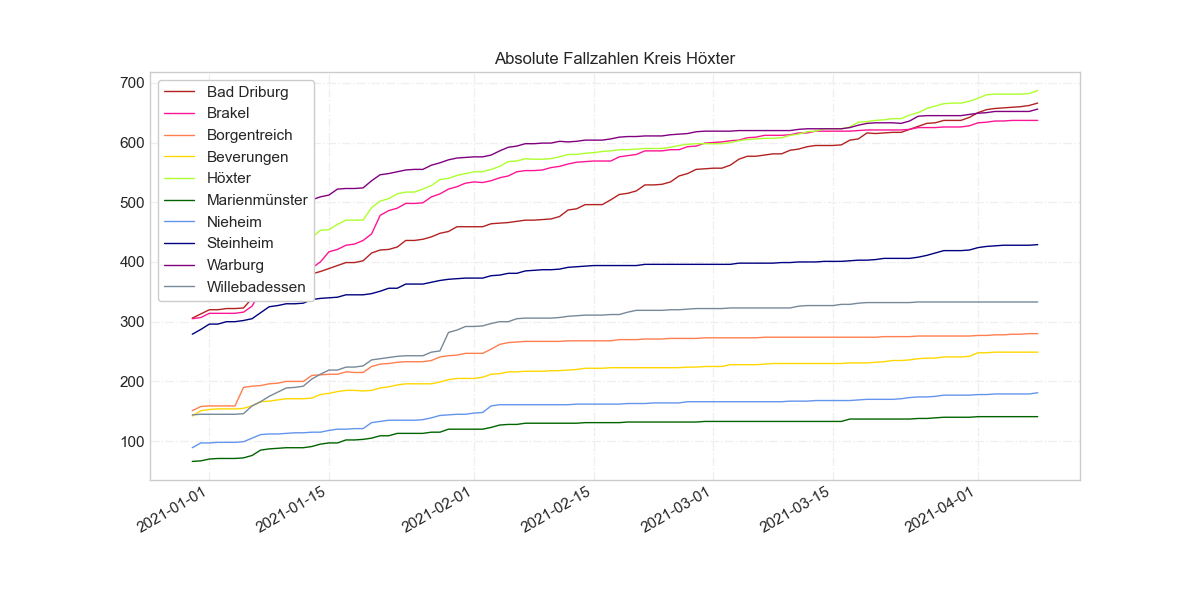 Absolute Fallzahlen Kreis Höxter
700
600
500
400
300
200
100
Bad Driburg
Brakel
Borgentreich
Beverungen
Höxter
Marienmünster
Nieheim
Steinheim
Warburg
Willebadessen
2021-01-01
2021-01-15
2021-02-01
2021-02-15
2021-03-01
2021-03-15
2021-04-01